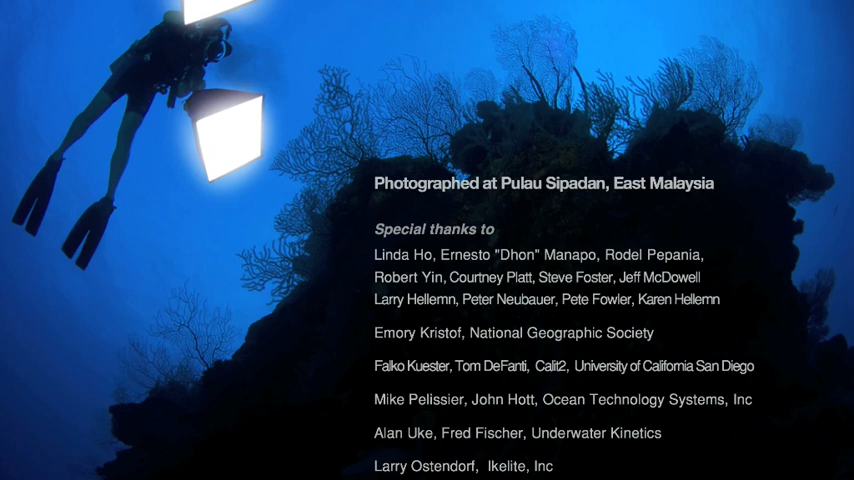 Photographed at Pulau Sipadan, East Malaysia
Special thanks to
Linda Ho, Ernesto "Dhon" Manapo, Rodel Pepania,
Robert Yin, Courtney Platt, Steve Foster, Jeff McDowell
Larry Hellemn, Peter Neubauer, Pete Fowler, Karen Hellemn
Emory Kristof, National Geographic Society
Falko Kuester, Tom DeFanti, Calit2, University of California San Diego
Mike Pelissier, John Hott, Ocean Technology Systems, Inc
Alan Uke, Fred Fischer, Underwater Kinetics
Larry Ostendorf, Ikelite, Inc